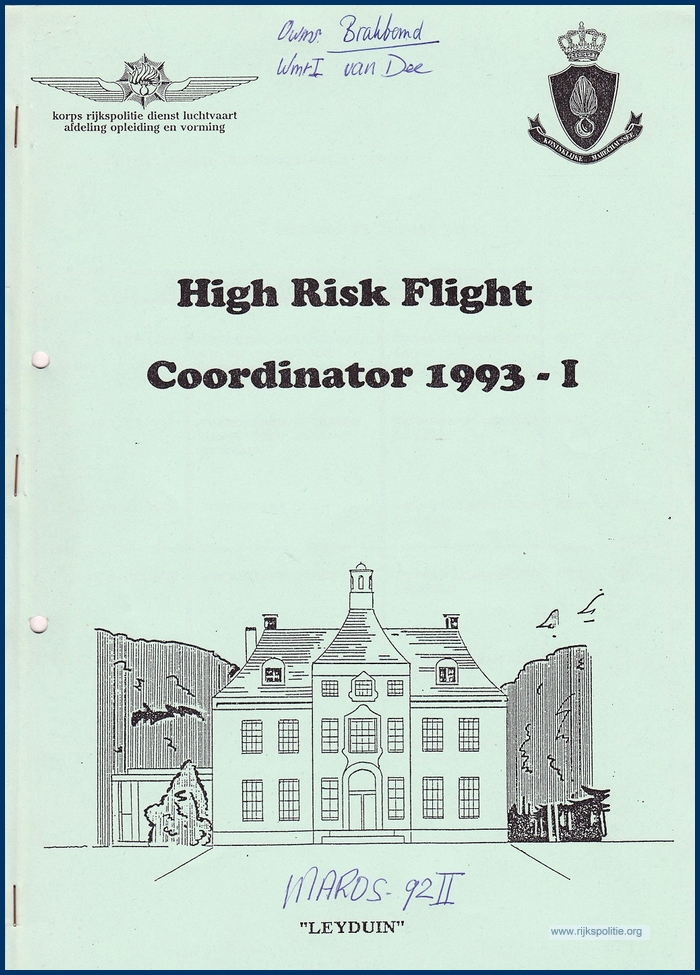 Owmr. Brakbomd
Wmr-I van Dee
korps rijkspolitie dienst luchtvaart
afdeling opleiding en vorming
KONINKLIJKE MARECHAUSSEE
High Risk Flight
Coordinator 1993 - I
MAROS-92 II
"LEYDUIN"
www.rijkspolitie.org